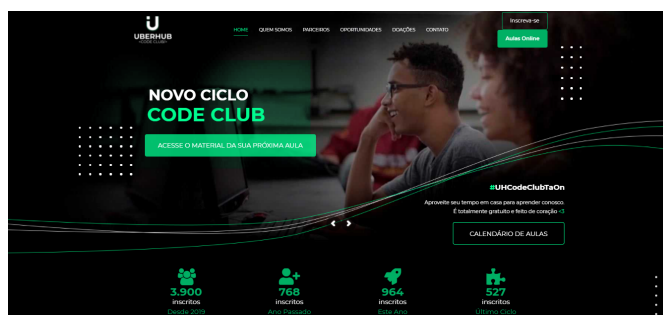 UBERHUB
<CODE CLUB>
HOME
QUEM SOMOS
PARCEIROS
OPORTUNIDADES
DOAÇÕES
CONTATO
Inscreva-se
Aulas Online
NOVO CICLO
CODE CLUB
ACESSE O MATERIAL DA SUA PRÓXIMA AULA
#UHCodeClubTaOn
Aproveite seu tempo em casa para aprender conosco.
É totalmente gratuito e feito de coração <3
CALENDÁRIO DE AULAS
3.900
inscritos
Desde 2019
768
inscritos
Ano Passado
964
inscritos
Este Ano
527
inscritos
Último Ciclo